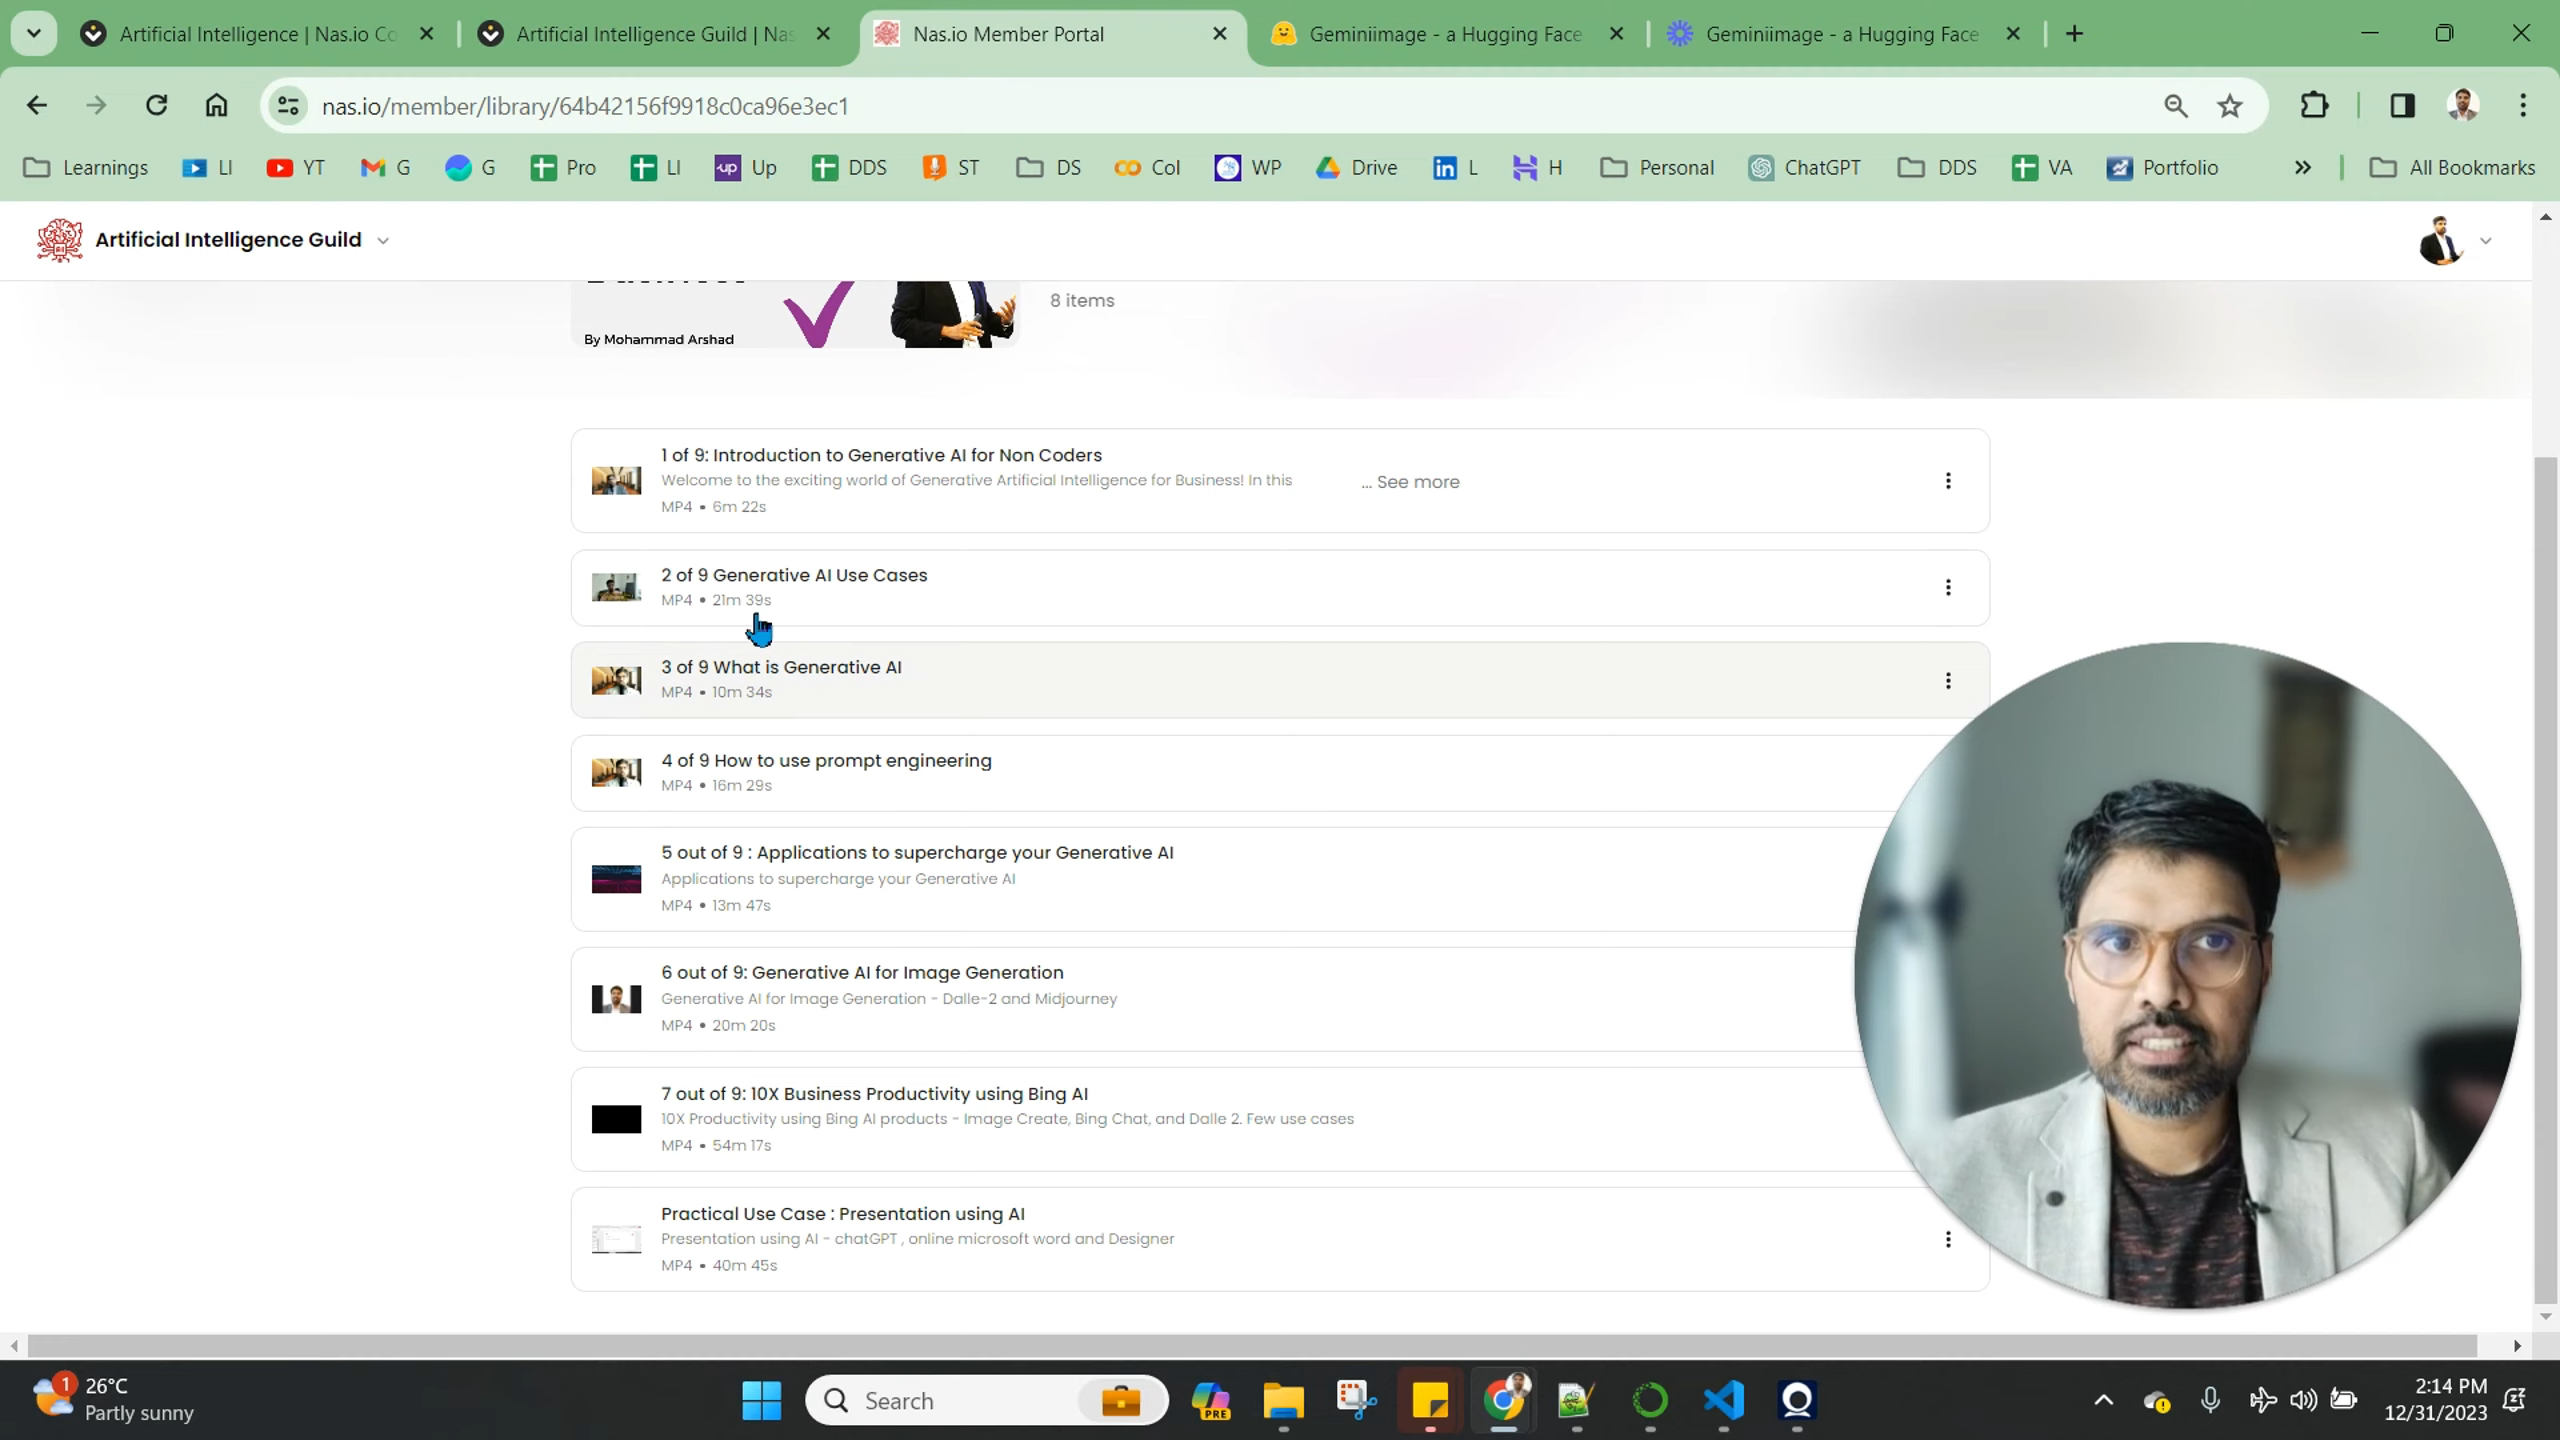 Artificial Intelligence | Nas.io Co
Artificial Intelligence Guild | Nas
Nas.io Member Portal
Geminiimage - a Hugging Face
Geminiimage - a Hugging Face
nas.io/member/library/64b42156f9918c0ca96e3ec1
Learnings
LI
YT
G
G
Pro
LI
up Up
DDS
ST
DS
Col
WP
Drive
in L
H
Personal
ChatGPT
DDS
VA
Portfolio
All Bookmarks
Artificial Intelligence Guild
8 items
By Mohammad Arshad
1 of 9: Introduction to Generative AI for Non Coders
Welcome to the exciting world of Generative Artificial Intelligence for Business! In this ... See more
MP4 • 6m 22s
2 of 9 Generative AI Use Cases
MP4 • 21m 39s
3 of 9 What is Generative AI
MP4 • 10m 34s
4 of 9 How to use prompt engineering
MP4 • 16m 29s
5 out of 9 : Applications to supercharge your Generative AI
Applications to supercharge your Generative AI
MP4 • 13m 47s
6 out of 9: Generative AI for Image Generation
Generative AI for Image Generation - Dalle-2 and Midjourney
MP4 • 20m 20s
7 out of 9: 10X Business Productivity using Bing AI
10X Productivity using Bing AI products - Image Create, Bing Chat, and Dalle 2. Few use cases
MP4 • 54m 17s
Practical Use Case : Presentation using AI
Presentation using AI - chatGPT , online microsoft word and Designer
MP4 • 40m 45s
1
26°C
Partly sunny
Search
PRE
2:14 PM
12/31/2023